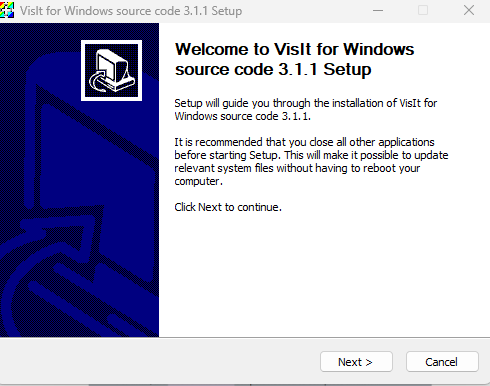 VisIt for Windows source code 3.1.1 Setup
Welcome to VisIt for Windows
source code 3.1.1 Setup
Setup will guide you through the installation of VisIt for
Windows source code 3.1.1.
It is recommended that you close all other applications
before starting Setup. This will make it possible to update
relevant system files without having to reboot your
computer.
Click Next to continue.
Next >
Cancel